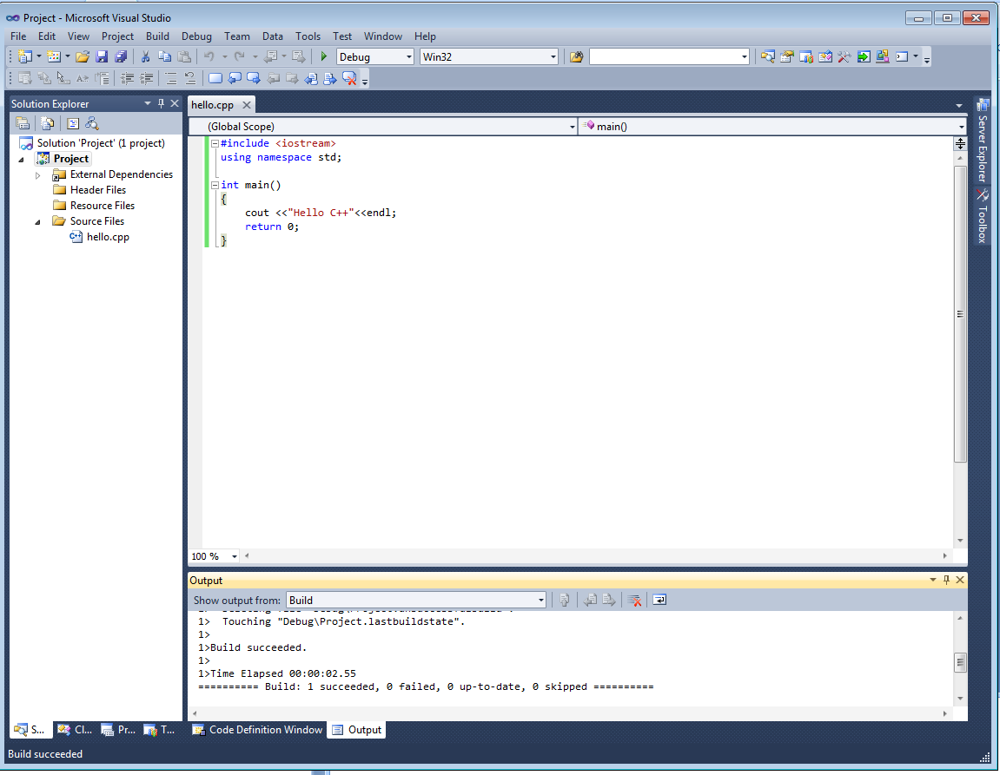 Project - Microsoft Visual Studio
File Edit View Project Build Debug Team Data Tools Test Window Help
Debug Win32
Solution Explorer
Solution 'Project' (1 project)
Project
External Dependencies
Header Files
Resource Files
Source Files
hello.cpp
hello.cpp
(Global Scope) main()
#include <iostream>
using namespace std;
int main()
{
cout <<"Hello C++"<<endl;
return 0;
}
100 %
Server Explorer
Toolbox
Output
Show output from: Build
1> Touching "Debug\Project.lastbuildstate".
1>
1>Build succeeded.
1>
1>Time Elapsed 00:00:02.55
========== Build: 1 succeeded, 0 failed, 0 up-to-date, 0 skipped ==========
S... Cl... Pr... T... Code Definition Window Output
Build succeeded